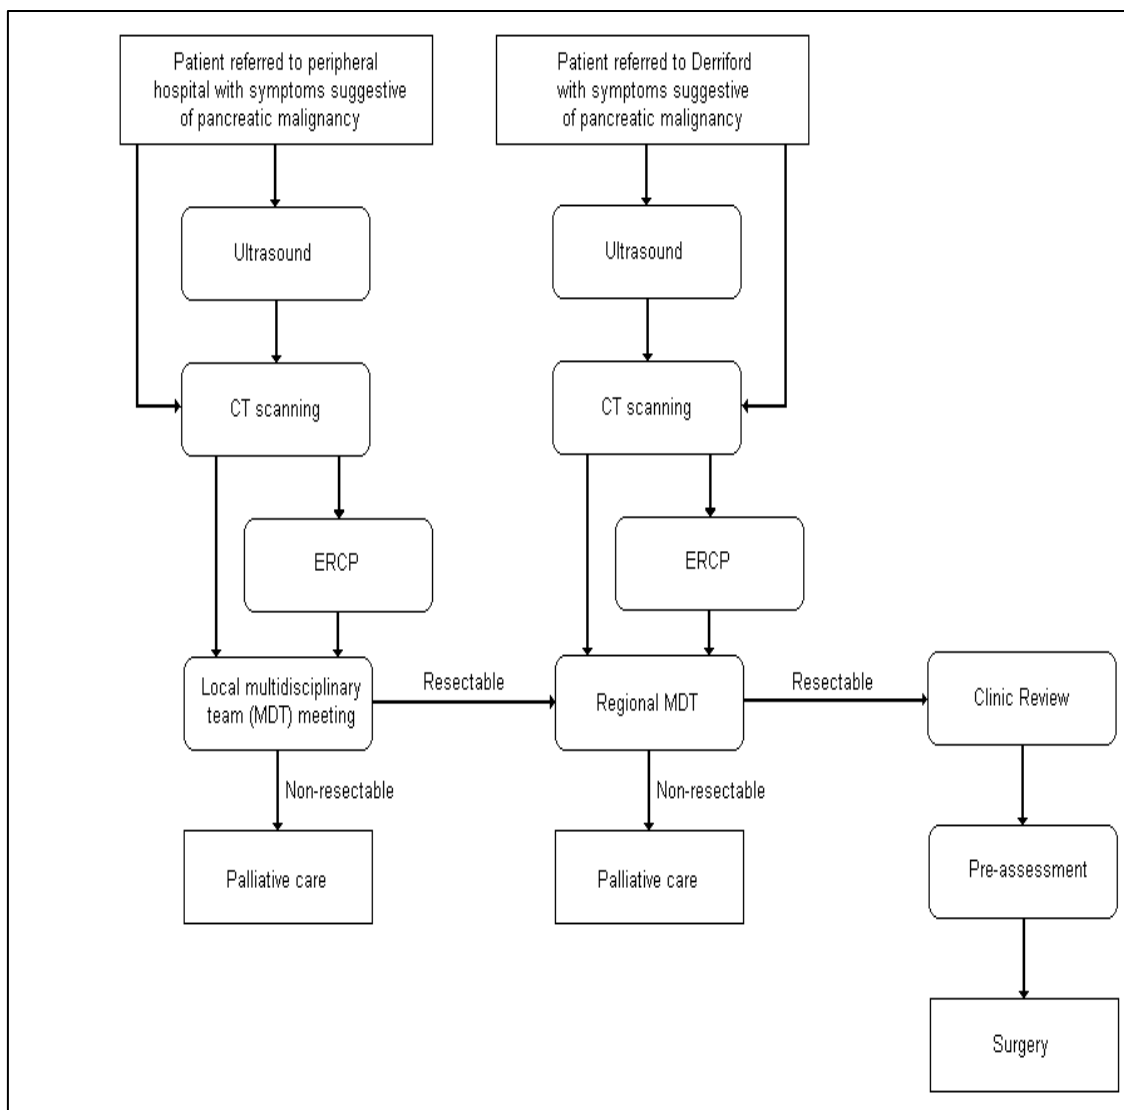 Patient referred to peripheral
hospital with symptoms suggestive
of pancreatic malignancy
Patient referred to Derriford
with symptoms suggestive
of pancreatic malignancy
Ultrasound
Ultrasound
CT scanning
CT scanning
ERCP
ERCP
Local multidisciplinary
team (MDT) meeting
Resectable
Regional MDT
Resectable
Clinic Review
Non-resectable
Non-resectable
Palliative care
Palliative care
Pre-assessment
Surgery